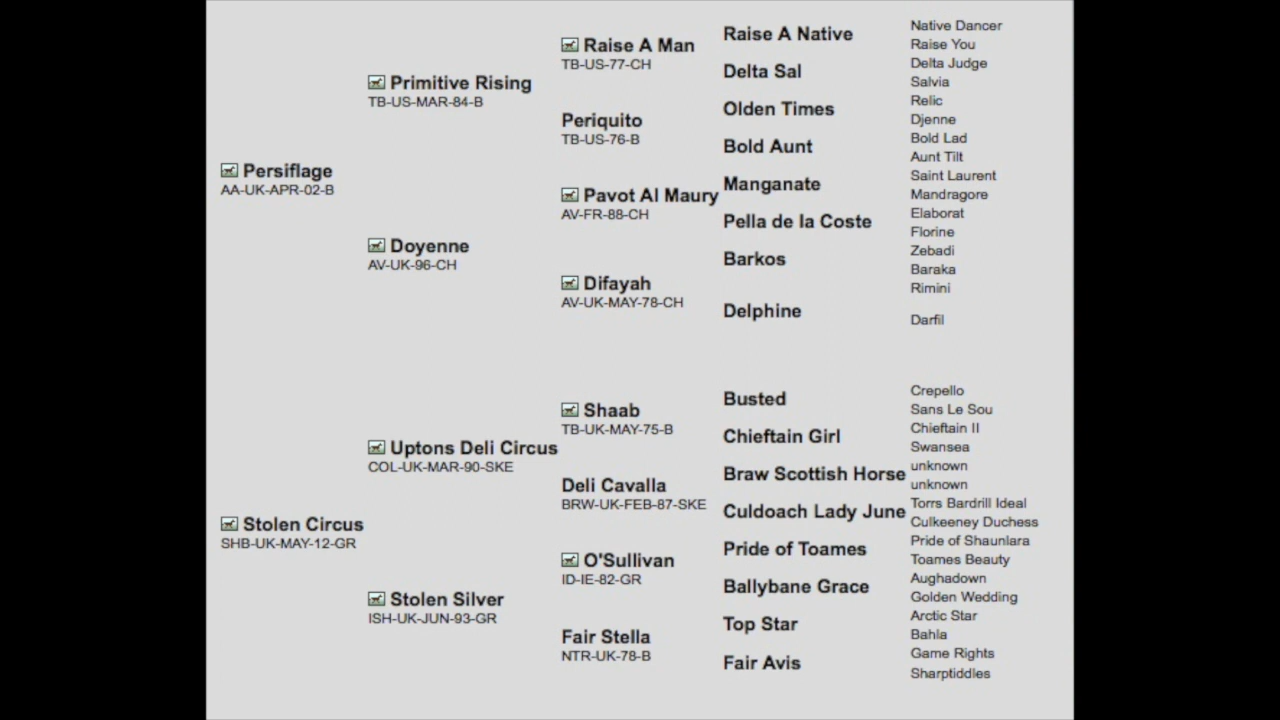 Persiflage
AA-UK-APR-02-B
Stolen Circus
SHB-UK-MAY-12-GR
Primitive Rising
TB-US-MAR-84-B
Doyenne
AV-UK-96-CH
Uptons Deli Circus
COL-UK-MAR-90-SKE
Stolen Silver
ISH-UK-JUN-93-GR
Raise A Man
TB-US-77-CH
Periquito
TB-US-76-B
Pavot Al Maury
AV-FR-88-CH
Difayah
AV-UK-MAY-78-CH
Shaab
TB-UK-MAY-75-B
Deli Cavalla
BRW-UK-FEB-87-SKE
O'Sullivan
ID-IE-82-GR
Fair Stella
NTR-UK-78-B
Raise A Native
Delta Sal
Olden Times
Bold Aunt
Manganate
Pella de la Coste
Barkos
Delphine
Busted
Chieftain Girl
Braw Scottish Horse
Culdoach Lady June
Pride of Toames
Ballybane Grace
Top Star
Fair Avis
Native Dancer
Raise You
Delta Judge
Salvia
Relic
Djenne
Bold Lad
Aunt Tilt
Saint Laurent
Mandragore
Elaborat
Florine
Zebadi
Baraka
Rimini
Darfil
Crepello
Sans Le Sou
Chieftain II
Swansea
unknown
unknown
Torrs Bardrill Ideal
Culkeeney Duchess
Pride of Shaunlara
Toames Beauty
Aughadown
Golden Wedding
Arctic Star
Bahla
Game Rights
Sharptiddles